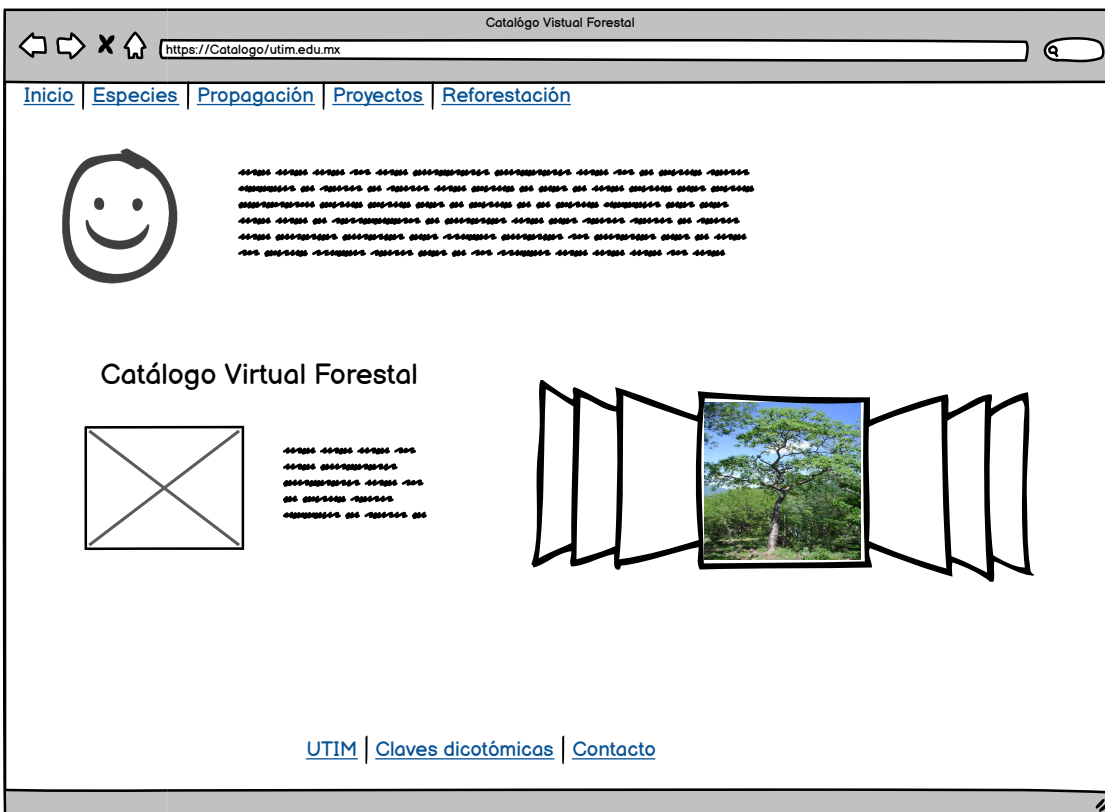 Catalógo Vistual Forestal
https://Catalogo/utim.edu.mx
Inicio | Especies | Propagación | Proyectos | Reforestación
Catálogo Virtual Forestal
UTIM | Claves dicotómicas | Contacto